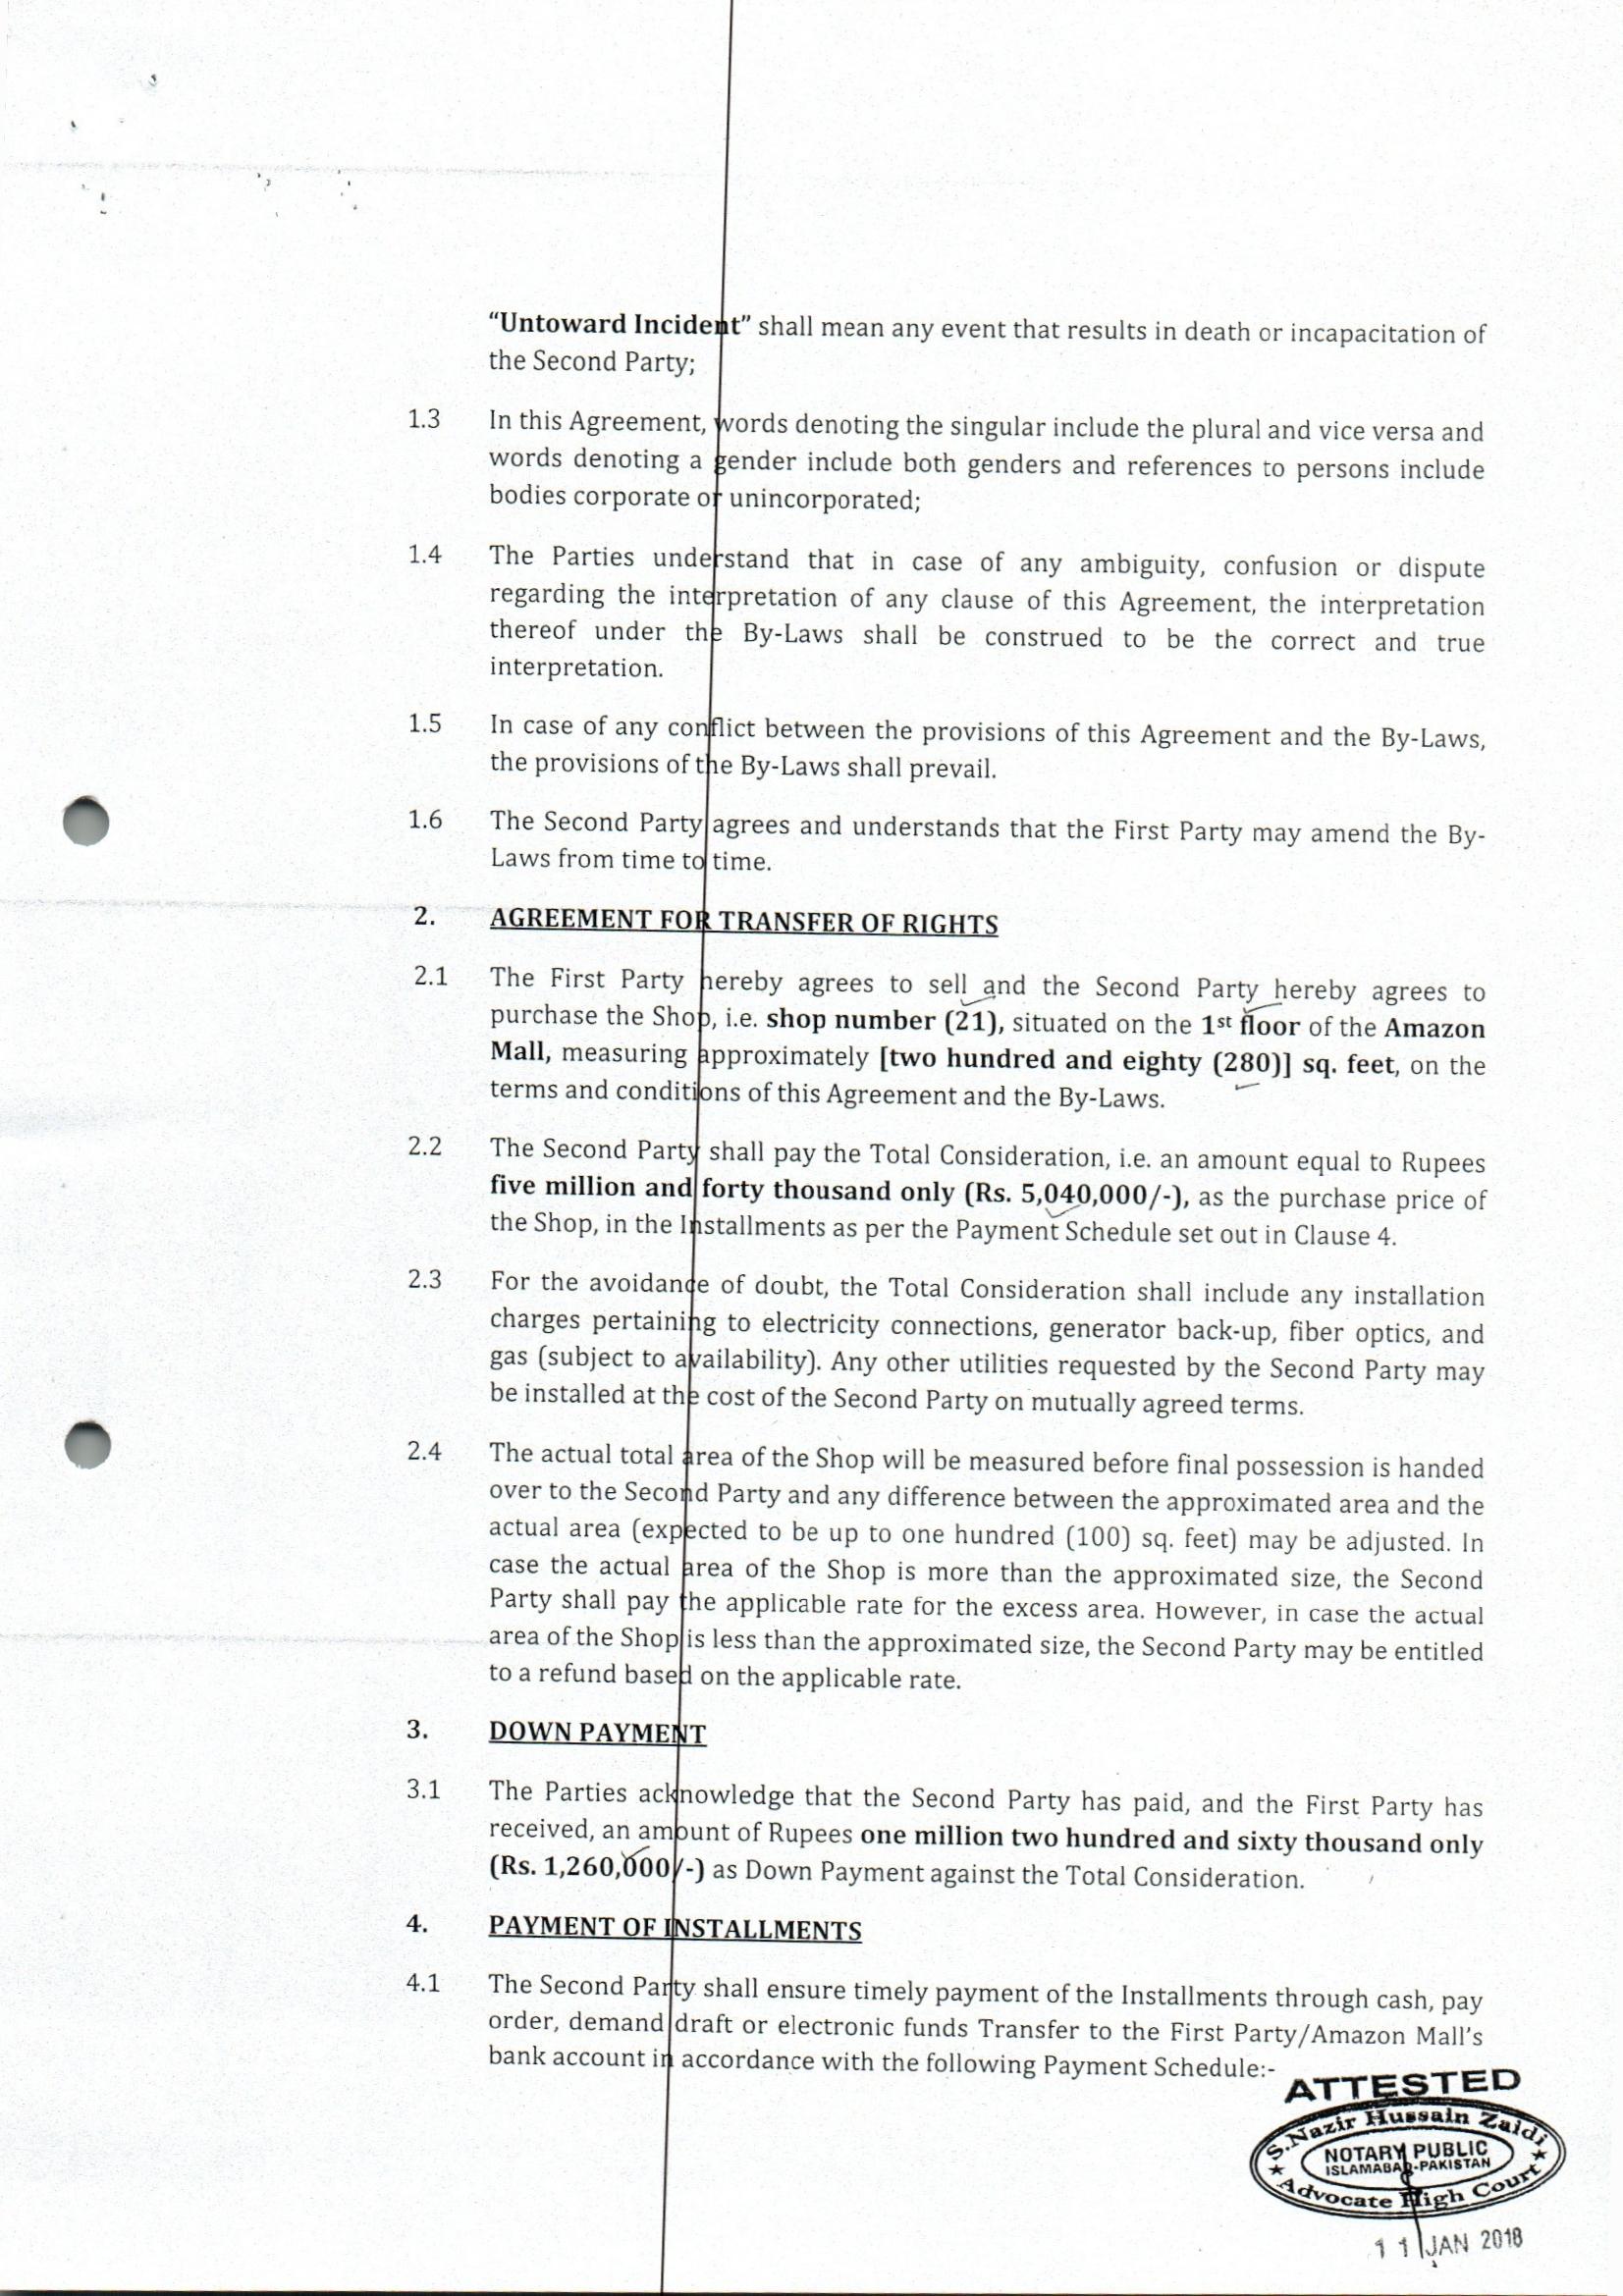 “Untoward Incident” shall mean any event that results in death or incapacitation of
the Second Party;
1.3 In this Agreement, words denoting the singular include the plural and vice versa and
words denoting a gender include both genders and references to persons include
bodies corporate or unincorporated;
1.4 The Parties understand that in case of any ambiguity, confusion or dispute
regarding the interpretation of any clause of this Agreement, the interpretation
thereof under the By-Laws shall be construed to be the correct and true
interpretation.
1.5 In case of any conflict between the provisions of this Agreement and the By-Laws,
the provisions of the By-Laws shall prevail.
1.6 The Second Party agrees and understands that the First Party may amend the By-
Laws from time to time.
2. AGREEMENT FOR TRANSFER OF RIGHTS
2.1 The First Party hereby agrees to sell and the Second Party hereby agrees to
purchase the Shop, i.e. shop number (21), situated on the 1st floor of the Amazon
Mall, measuring approximately [two hundred and eighty (280)] sq. feet, on the
terms and conditions of this Agreement and the By-Laws.
2.2 The Second Party shall pay the Total Consideration, i.e. an amount equal to Rupees
five million and forty thousand only (Rs. 5,040,000/-), as the purchase price of
the Shop, in the Installments as per the Payment Schedule set out in Clause 4.
2.3 For the avoidance of doubt, the Total Consideration shall include any installation
charges pertaining to electricity connections, generator back-up, fiber optics, and
gas (subject to availability). Any other utilities requested by the Second Party may
be installed at the cost of the Second Party on mutually agreed terms.
2.4 The actual total area of the Shop will be measured before final possession is handed
over to the Second Party and any difference between the approximated area and the
actual area (expected to be up to one hundred (100) sq. feet) may be adjusted. In
case the actual area of the Shop is more than the approximated size, the Second
Party shall pay the applicable rate for the excess area. However, in case the actual
area of the Shop is less than the approximated size, the Second Party may be entitled
to a refund based on the applicable rate.
3. DOWN PAYMENT
3.1 The Parties acknowledge that the Second Party has paid, and the First Party has
received, an amount of Rupees one million two hundred and sixty thousand only
(Rs. 1,260,000/-) as Down Payment against the Total Consideration.
4. PAYMENT OF INSTALLMENTS
4.1 The Second Party shall ensure timely payment of the Installments through cash, pay
order, demand draft or electronic funds Transfer to the First Party/Amazon Mall’s
bank account in accordance with the following Payment Schedule:-
ATTESTED
S.Nazir Hussain Zaidi
NOTARY PUBLIC
ISLAMABAD-PAKISTAN
Advocate High Court
11 JAN 2018